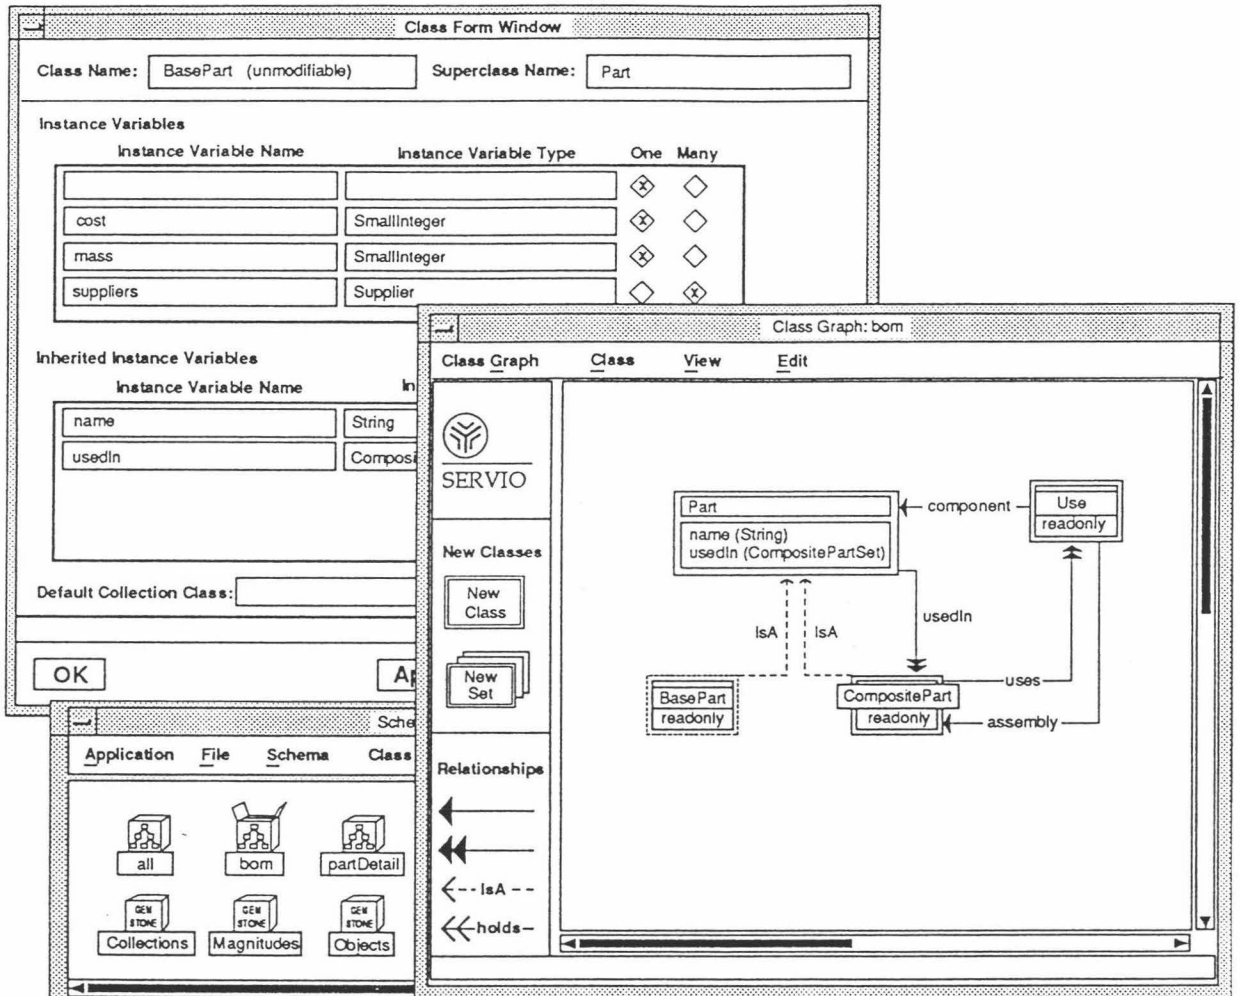 Class Form Window
Class Name: BasePart (unmodifiable) Superclass Name: Part
Instance Variables
Instance Variable Name Instance Variable Type One Many
x
cost SmallInteger x
mass SmallInteger x
suppliers Supplier x
Inherited Instance Variables
Instance Variable Name In
name String
usedIn Composi
Default Collection Class:
OK Ap
Class Graph: bom
Class Graph Class View Edit
SERVIO
New Classes
New
Class
New
Set
Relationships
IsA
holds
Part
name (String)
usedIn (CompositePartSet)
component
Use
readonly
IsA IsA
usedIn
BasePart
readonly
CompositePart
readonly
uses
assembly
Sche
Application File Schema Class
all bom partDetail
GEM STONE GEM STONE GEM STONE
Collections Magnitudes Objects